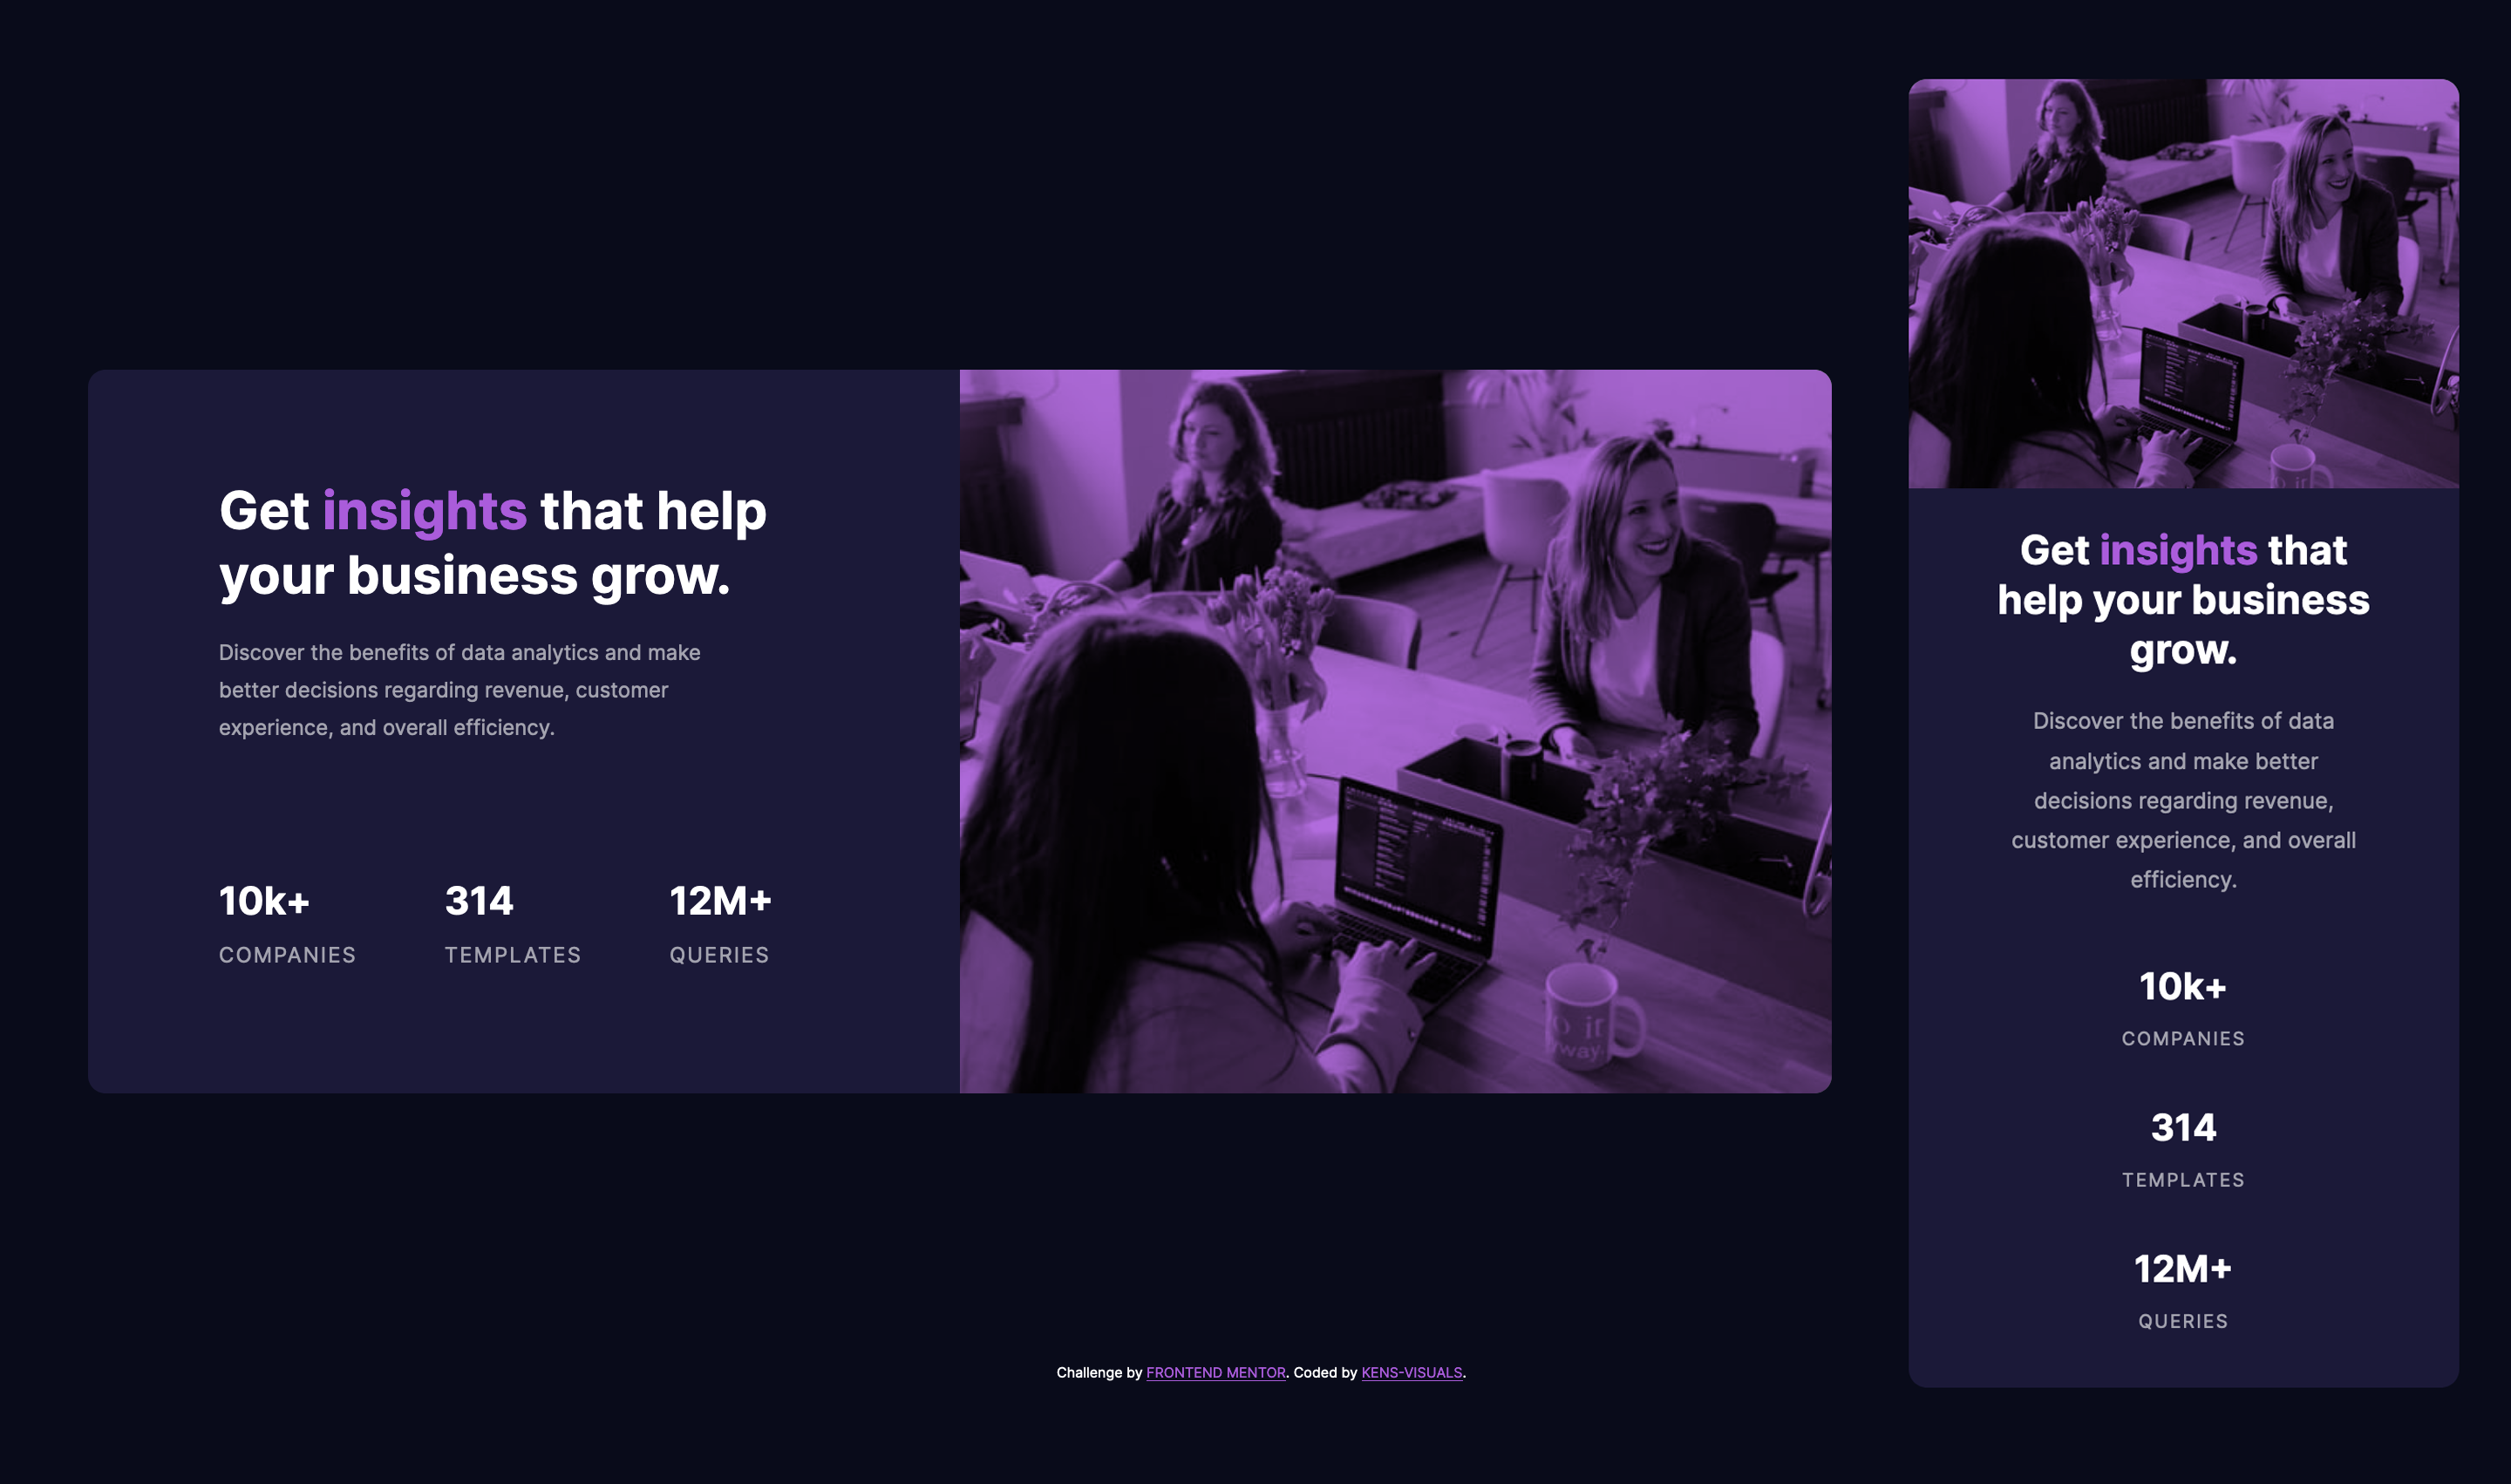 Get insights that help
your business grow.
Discover the benefits of data analytics and make
better decisions regarding revenue, customer
experience, and overall efficiency.
10k+ 314 12M+
COMPANIES TEMPLATES QUERIES
it
Challenge by FRONTEND MENTOR. Coded by KENS-VISUALS.
Get insights that
help your business
grow.
Discover the benefits of data
analytics and make better
decisions regarding revenue,
customer experience, and overall
efficiency.
10k+
COMPANIES
314
TEMPLATES
12M+
QUERIES